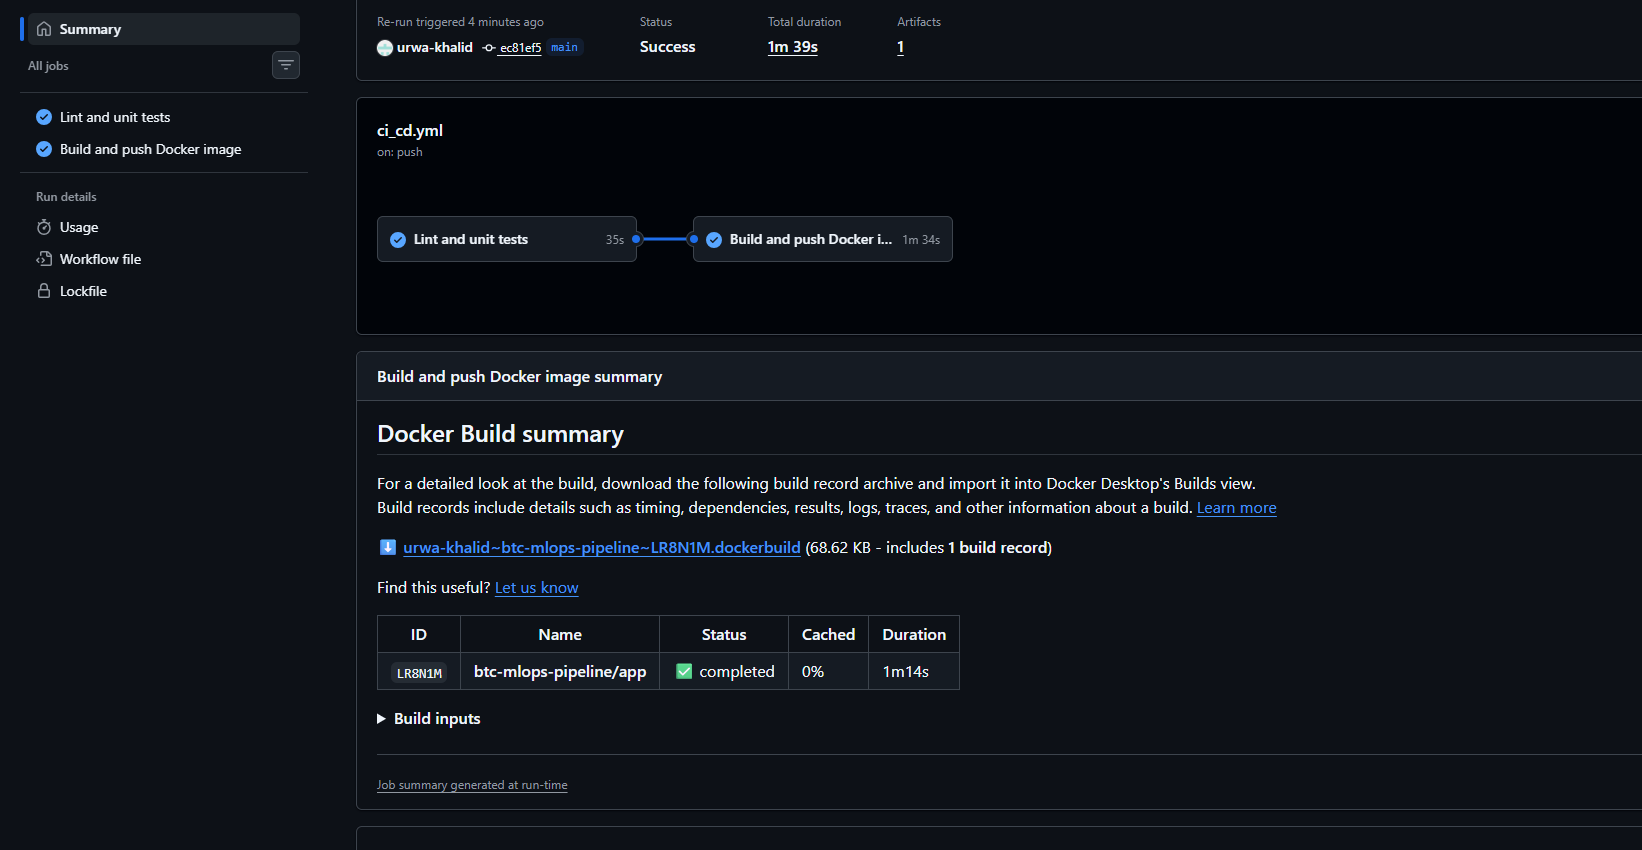 Summary
All jobs
Lint and unit tests
Build and push Docker image
Run details
Usage
Workflow file
Lockfile
Re-run triggered 4 minutes ago
urwa-khalid ec81ef5 main
Status
Success
Total duration
1m 39s
Artifacts
1
ci_cd.yml
on: push
Lint and unit tests 35s
Build and push Docker i... 1m 34s
Build and push Docker image summary
Docker Build summary
For a detailed look at the build, download the following build record archive and import it into Docker Desktop's Builds view.
Build records include details such as timing, dependencies, results, logs, traces, and other information about a build. Learn more
urwa-khalid~btc-mlops-pipeline~LR8N1M.dockerbuild (68.62 KB - includes 1 build record)
Find this useful? Let us know
ID Name Status Cached Duration
LR8N1M btc-mlops-pipeline/app ✅ completed 0% 1m14s
Build inputs
Job summary generated at run-time